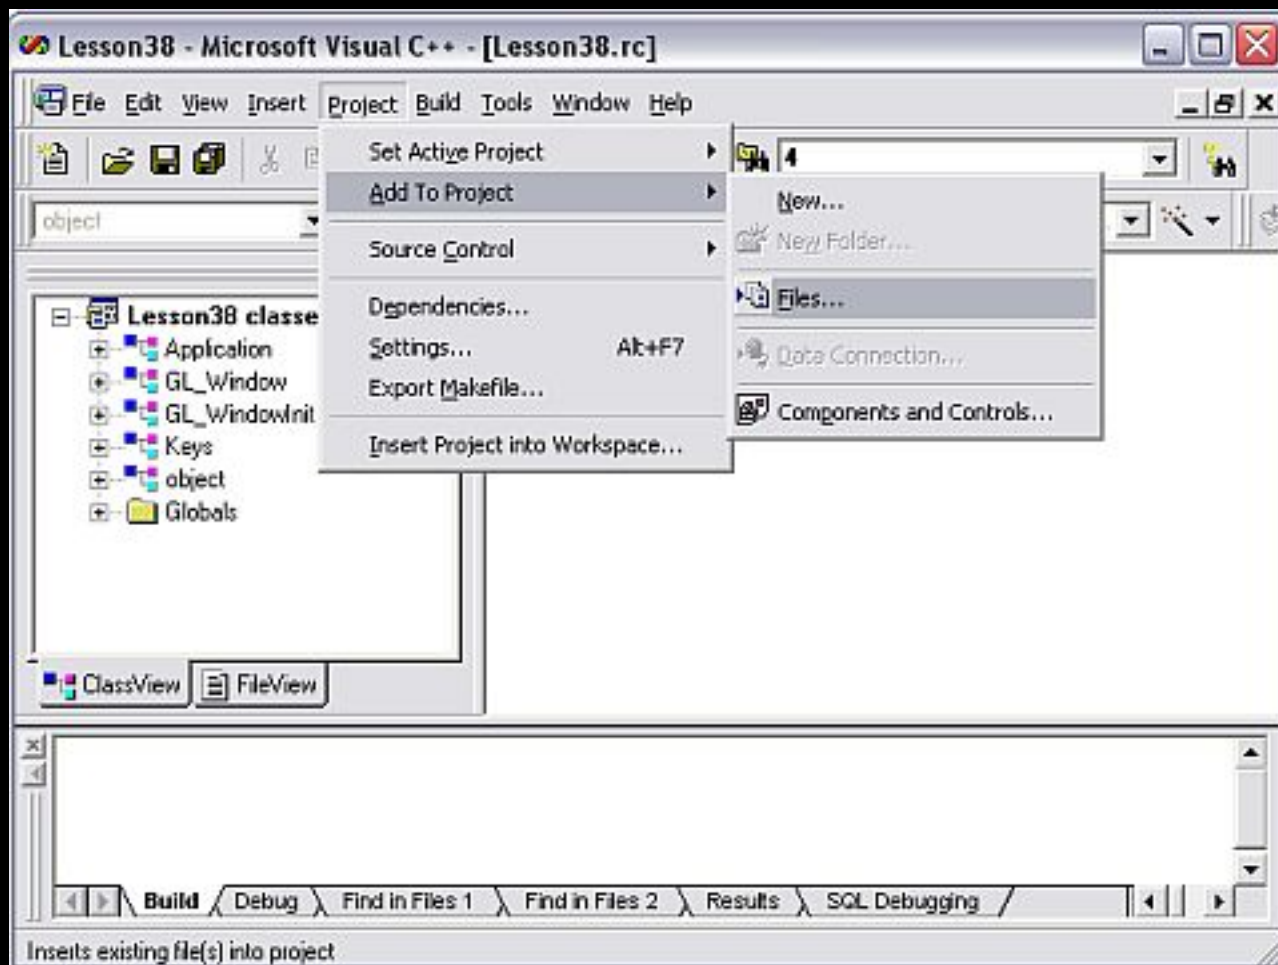 Lesson38 - Microsoft Visual C++ - [Lesson38.rc]
File Edit View Insert Project Build Tools Window Help
4
object
Set Active Project
Add To Project
Source Control
Dependencies...
Settings... Alt+F7
Export Makefile...
Insert Project into Workspace...
New...
New Folder...
Files...
Data Connection...
Components and Controls...
Lesson38 classe
Application
GL_Window
GL_WindowInit
Keys
object
Globals
ClassView FileView
Build Debug Find in Files 1 Find in Files 2 Results SQL Debugging
Inserts existing file(s) into project